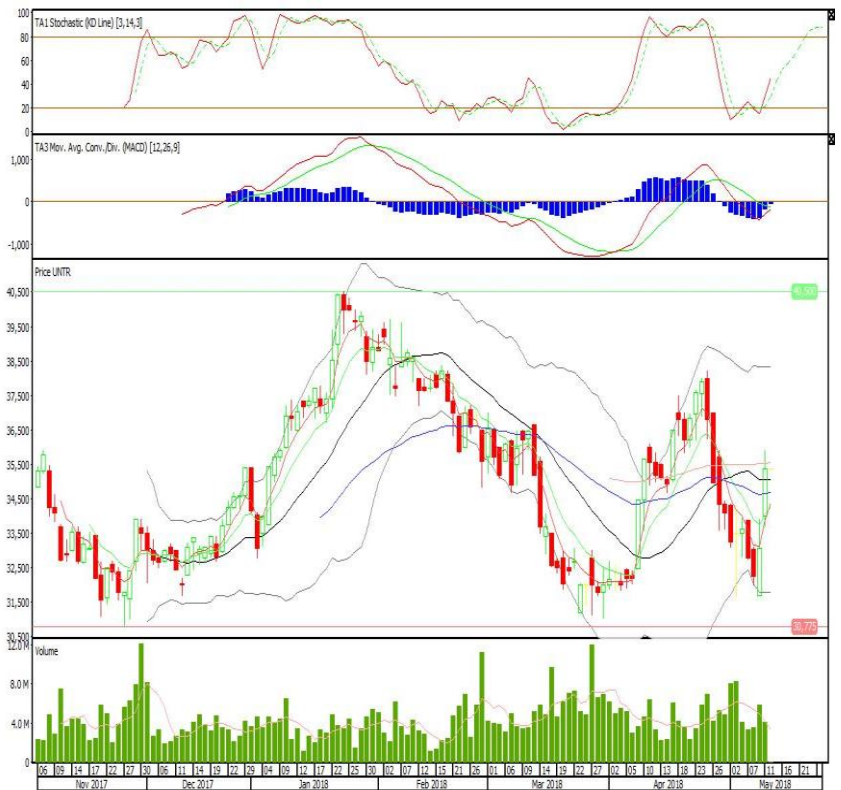 TA1 Stochastic (KD Line) [3,14,3]
100
80
60
40
20
0
TA3 Mov. Avg. Conv./Div. (MACD) [12,26,9]
1,000
0
-1,000
Price UNTR
40,500
40,500
39,500
38,500
37,500
36,500
35,500
34,500
33,500
32,500
31,500
30,775
30,500
Volume
12.0 M
8.0 M
4.0 M
0.0
06 09 14 17 22 27 30 06 11 14 19 22 29 04 09 12 17 22 25 30 02 07 12 15 21 26 01 06 09 14 20 23 28 02 05 10 13 18 23 26 02 07 11 16 21
Nov 2017 Dec 2017 Jan 2018 Feb 2018 Mar 2018 Apr 2018 May 2018